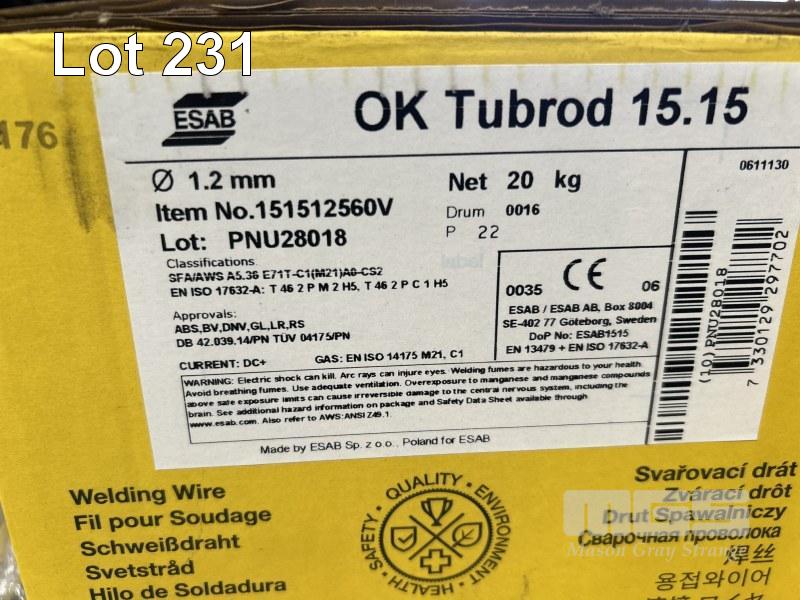 Lot 231
176
ESAB
OK Tubrod 15.15
Ø 1.2 mm
Net 20 kg
Item No.151512560V
Drum 0016
Lot: PNU28018
P 22
0611130
Classifications
SFA/AWS A5.36 E71T-C1(M21)A0-CS2
EN ISO 17632-A: T 46 2 P M 2 H5, T 46 2 P C 1 H5
Approvals:
ABS,BV,DNV,GL,LR,RS
DB 42.039.14/PN TÜV 04175/PN
CURRENT: DC+
GAS: EN ISO 14175 M21, C1
0035 CE 06
ESAB / ESAB AB, Box 8004
SE-402 77 Göteborg, Sweden
DoP No: ESAB1515
EN 13479 + EN ISO 17632-A
(10)PNU28018
7 330129 297702
WARNING: Electric shock can kill. Arc rays can injure eyes. Welding fumes are hazardous to your health.
Avoid breathing fumes. Use adequate ventilation. Overexposure to manganese and manganese compounds
above safe exposure limits can cause irreversible damage to the central nervous system, including the
brain. See additional hazard information on package and Safety Data Sheet available through
www.esab.com. Also refer to AWS:ANSI Z49.1.
Made by ESAB Sp. z o.o., Poland for ESAB
Welding Wire
Fil pour Soudage
Schweißdraht
Svetstråd
Hilo de Soldadura
QUALITY · ENVIRONMENT · HEALTH · SAFETY ·
Svařovací drát
Zvárací drôt
Drut Spawalniczy
Сварочная проволока
焊丝
용접와이어
Mason Gray Strange